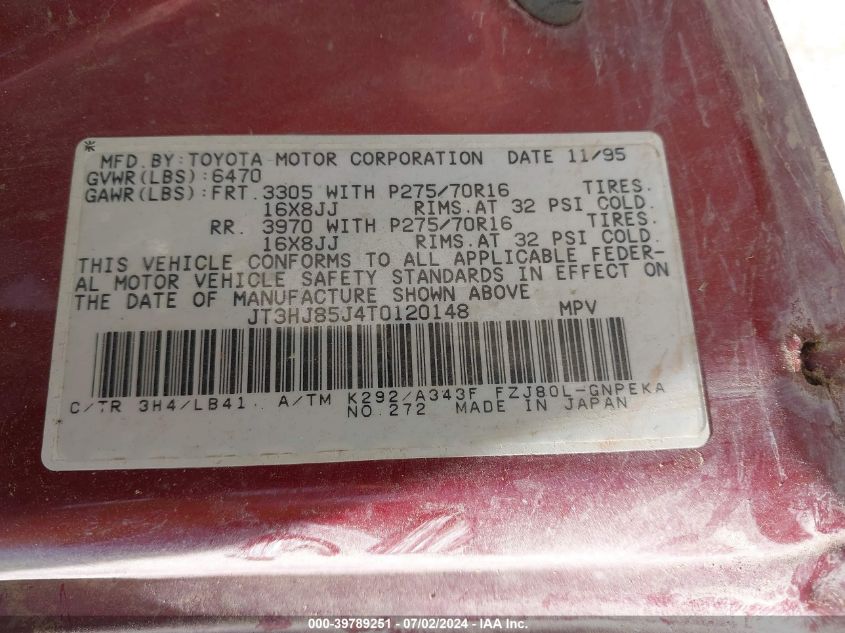 MFD. BY: TOYOTA MOTOR CORPORATION DATE 11/95
GVWR(LBS):6470
GAWR(LBS):FRT. 3305 WITH P275/70R16 TIRES.
16X8JJ RIMS.AT 32 PSI COLD.
RR. 3970 WITH P275/70R16 TIRES.
16X8JJ RIMS.AT 32 PSI COLD.
THIS VEHICLE CONFORMS TO ALL APPLICABLE FEDER-
AL MOTOR VEHICLE SAFETY STANDARDS IN EFFECT ON
THE DATE OF MANUFACTURE SHOWN ABOVE
JT3HJ85J4T0120148 MPV
C/TR 3H4/LB41 A/TM K292/A343F FZJ80L-GNPEKA
NO.272 MADE IN JAPAN
000-39789251 - 07/02/2024 - IMPACT AUTO AUCTIONS, LTD.